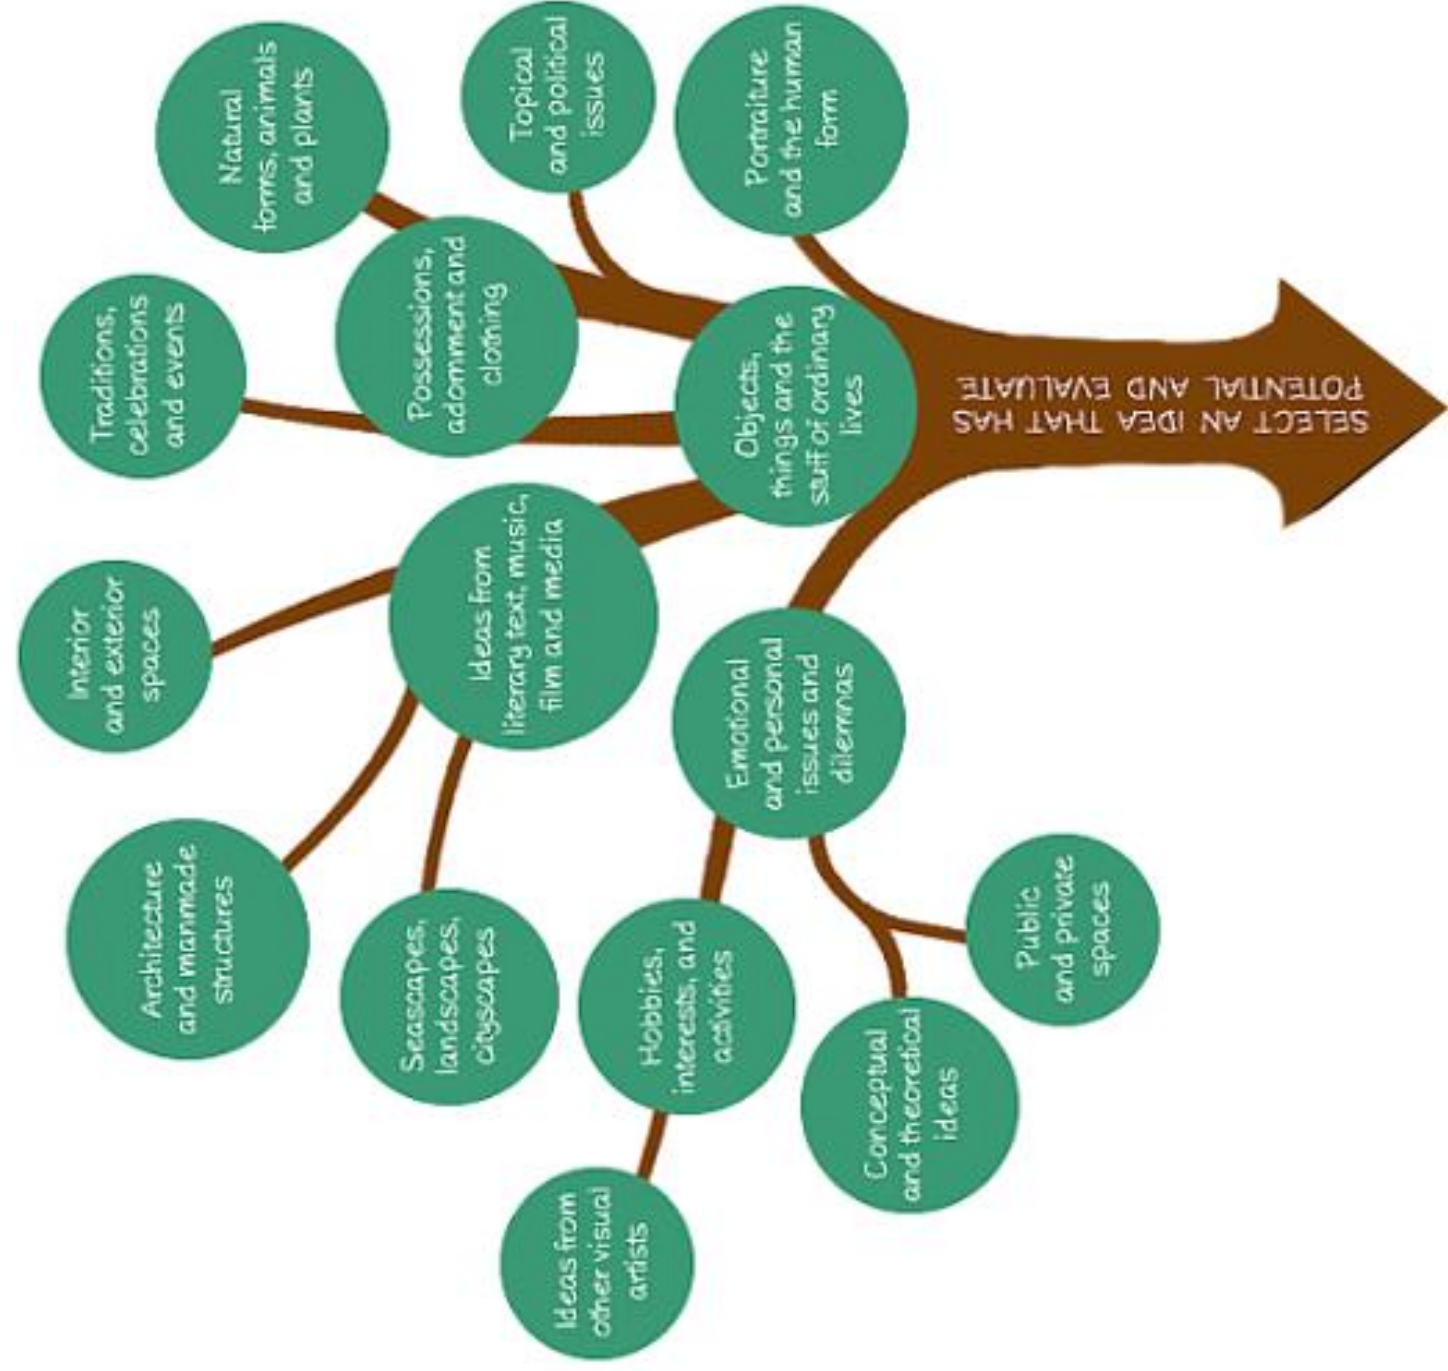 Natural
forms, animals
and plants
Topical
and political
issues
Portraiture
and the human
form
Traditions,
celebrations
and events
Possessions,
adornment and
clothing
Objects,
things and the
stuff of ordinary
lives
SELECT AN IDEA THAT HAS
POTENTIAL AND EVALUATE
Interior
and exterior
spaces
Ideas from
literary text, music,
film and media
Emotional
and personal
issues and
dilemnas
Architecture
and manmade
structures
Seascapes,
landscapes,
cityscapes
Hobbies,
interests, and
activities
Public
and private
spaces
Conceptual
and theoretical
ideas
Ideas from
other visual
artists